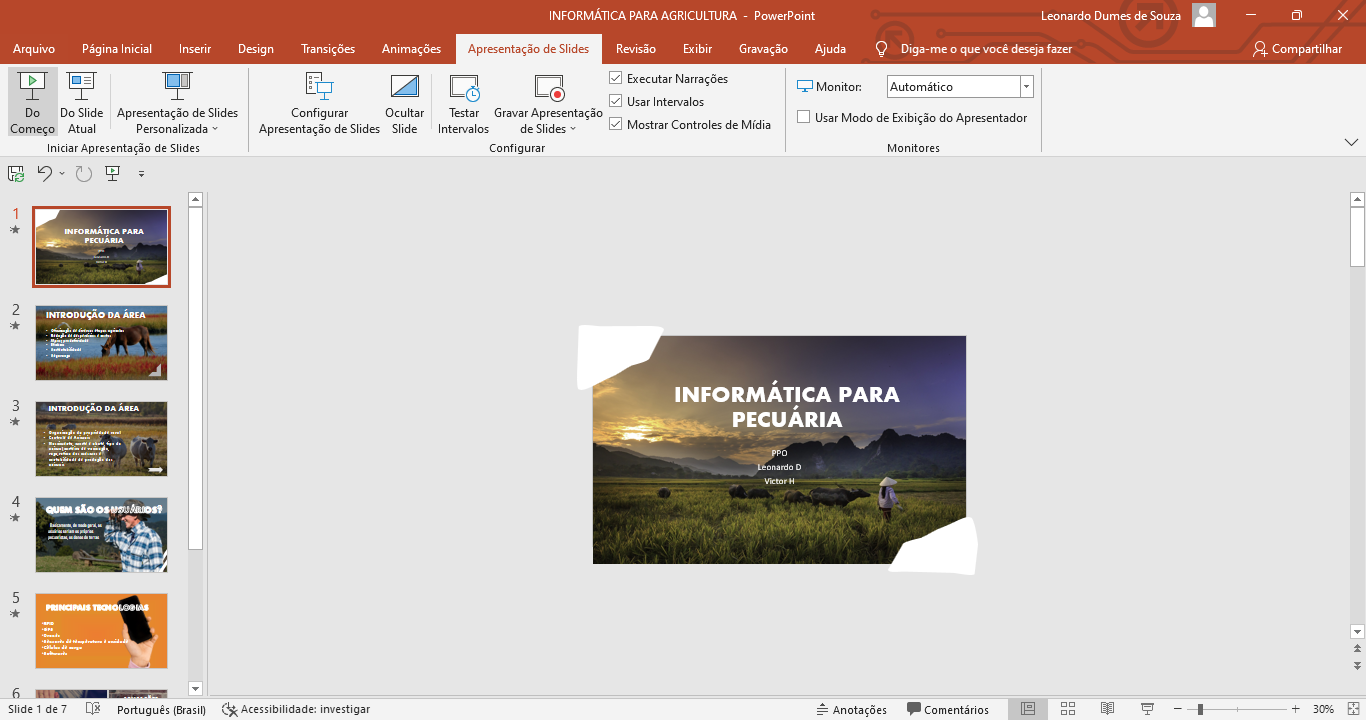 INFORMÁTICA PARA AGRICULTURA - PowerPoint
Leonardo Dumes de Souza
Arquivo Página Inicial Inserir Design Transições Animações Apresentação de Slides Revisão Exibir Gravação Ajuda Diga-me o que você deseja fazer Compartilhar
Do Começo
Do Slide Atual
Apresentação de Slides Personalizada
Iniciar Apresentação de Slides
Configurar Apresentação de Slides
Ocultar Slide
Testar Intervalos
Gravar Apresentação de Slides
Executar Narrações
Usar Intervalos
Mostrar Controles de Mídia
Configurar
Monitor: Automático
Usar Modo de Exibição do Apresentador
Monitores
1
INFORMÁTICA PARA
PECUÁRIA
2
INTRODUÇÃO DA ÁREA
3
INTRODUÇÃO DA ÁREA
4
QUEM SÃO OS USUÁRIOS?
5
PRINCIPAIS TECNOLOGIAS
6
INFORMÁTICA PARA
PECUÁRIA
PPO
Leonardo D
Victor H
Slide 1 de 7 Português (Brasil) Acessibilidade: investigar Anotações Comentários 30%